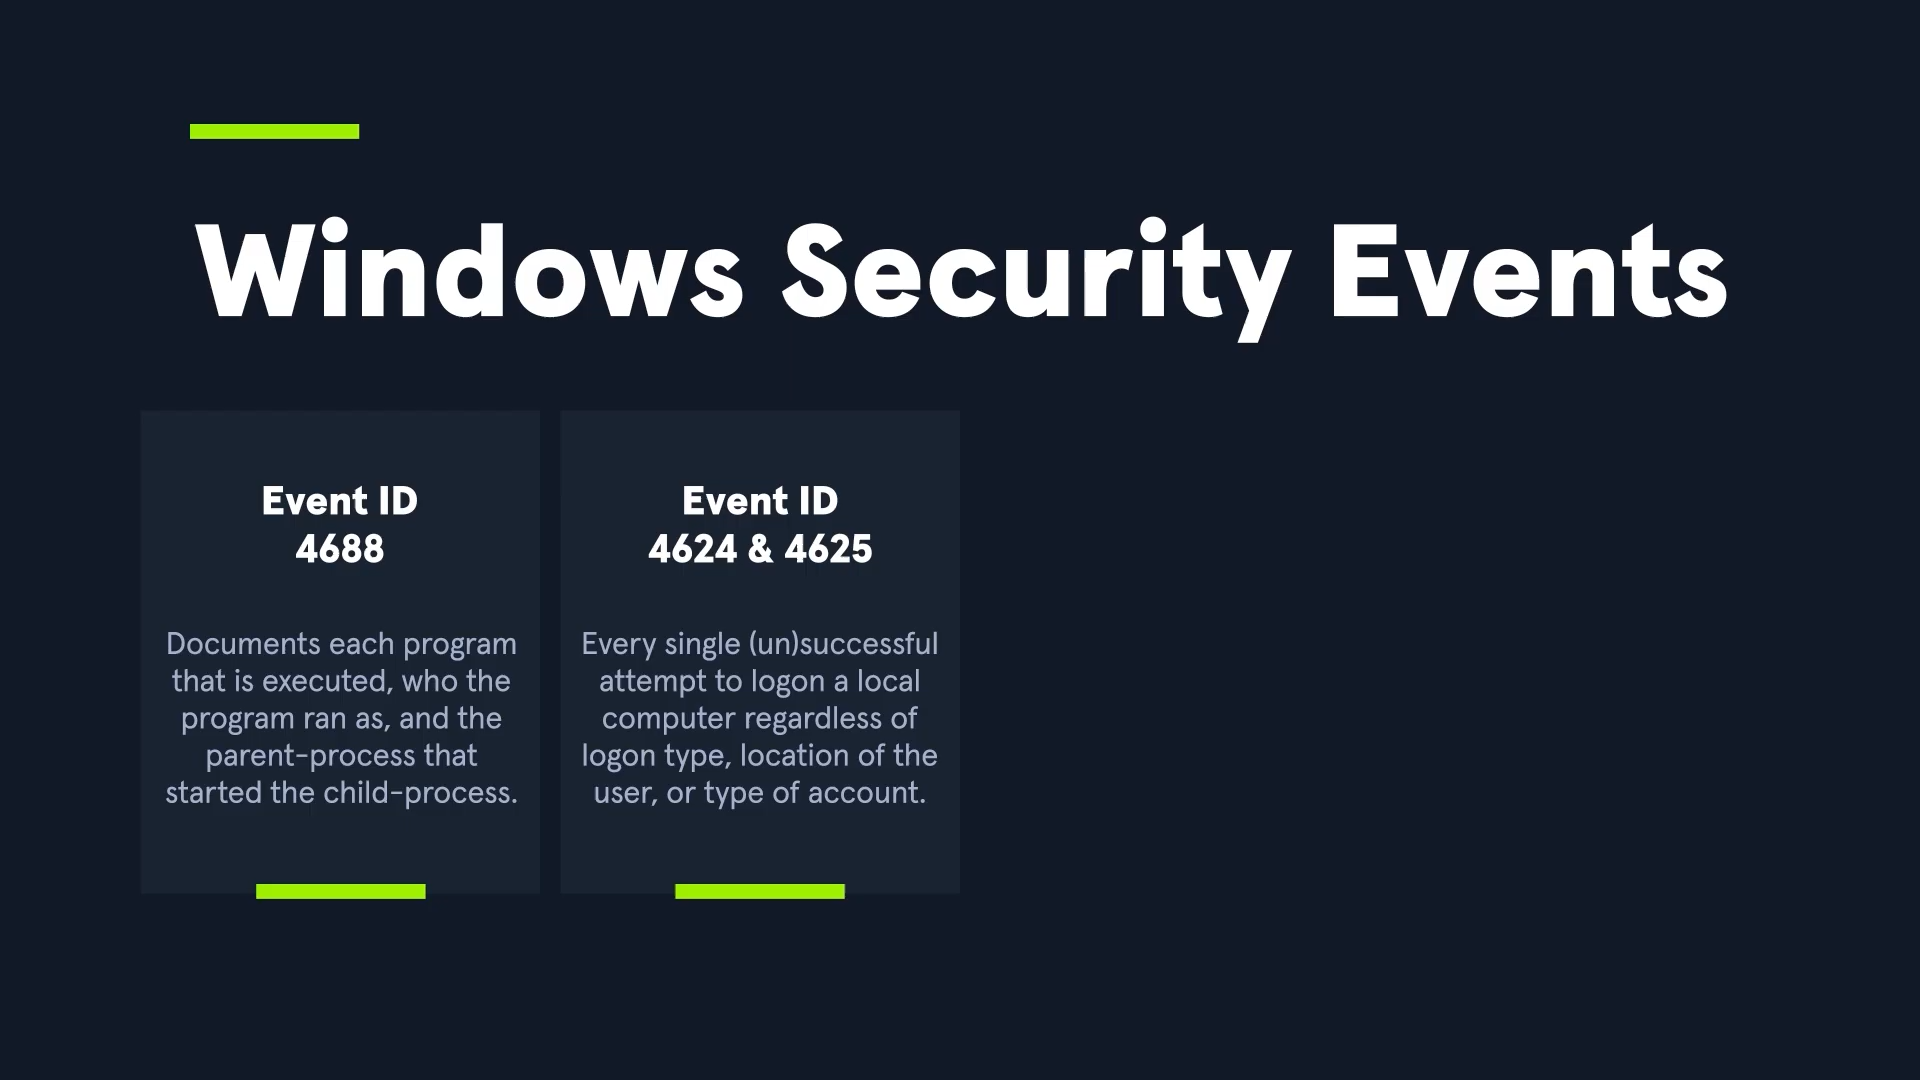 Windows Security Events
Event ID
4688
Documents each program
that is executed, who the
program ran as, and the
parent-process that
started the child-process.
Event ID
4624 & 4625
Every single (un)successful
attempt to logon a local
computer regardless of
logon type, location of the
user, or type of account.